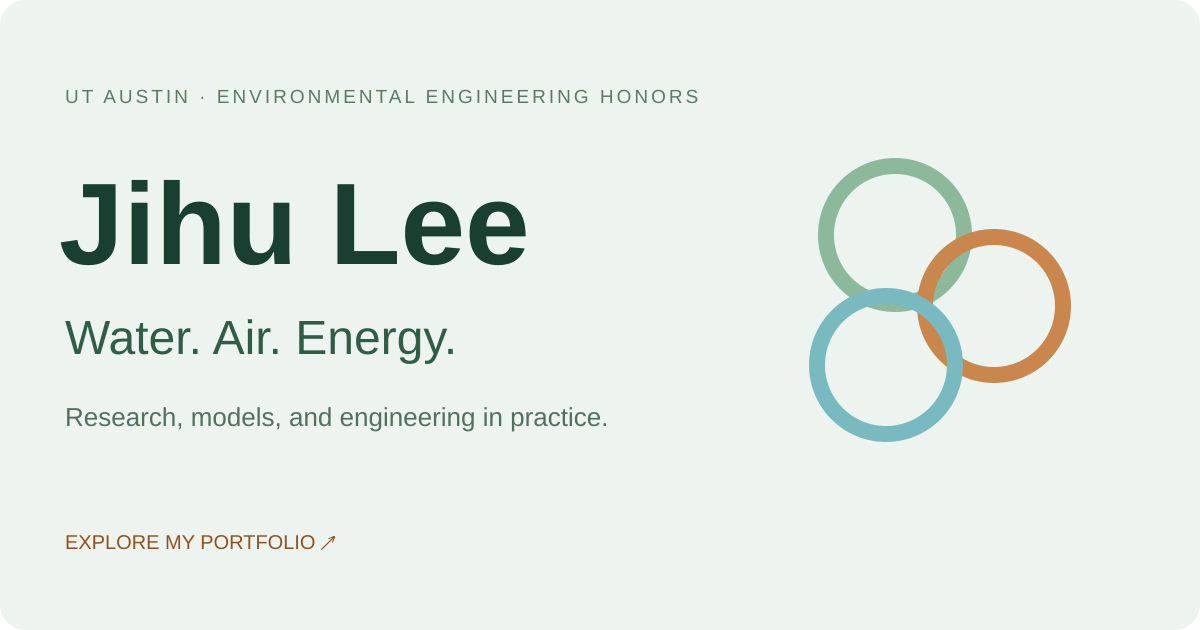 UT AUSTIN · ENVIRONMENTAL ENGINEERING HONORS
Jihu Lee
Water. Air. Energy.
Research, models, and engineering in practice.
EXPLORE MY PORTFOLIO ↗